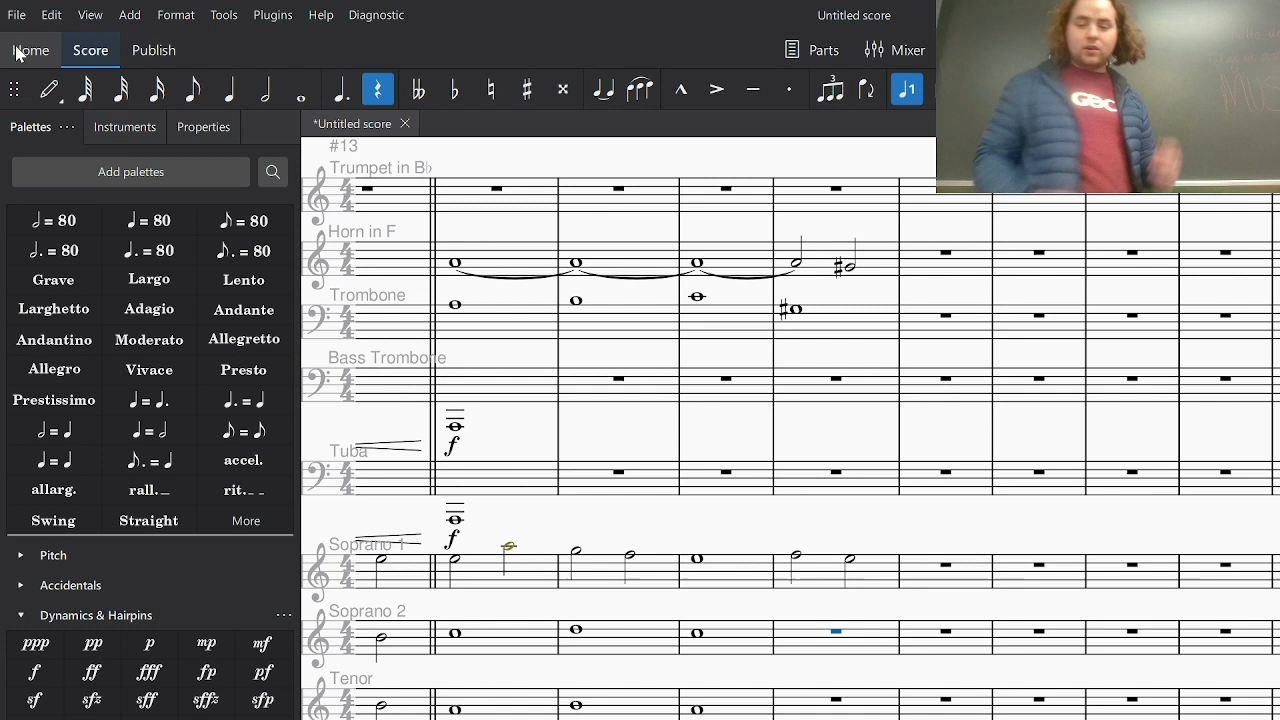 File Edit View Add Format Tools Plugins Help Diagnostic Untitled score
Home Score Publish Parts Mixer
Palettes Instruments Properties *Untitled score
Add palettes
#13
Trumpet in B♭
Horn in F
Trombone
Bass Trombone
Tuba
Soprano 1
Soprano 2
Tenor
4
4
= 80 = 80 = 80
. = 80 . = 80 . = 80
Grave Largo Lento
Larghetto Adagio Andante
Andantino Moderato Allegretto
Allegro Vivace Presto
Prestissimo
accel.
allarg. rall. rit.
Swing Straight More
Pitch
Accidentals
Dynamics & Hairpins
ppp pp p mp mf
f ff fff fp pf
sf sfz sff sffz sfp
f
f
GBC
MUS